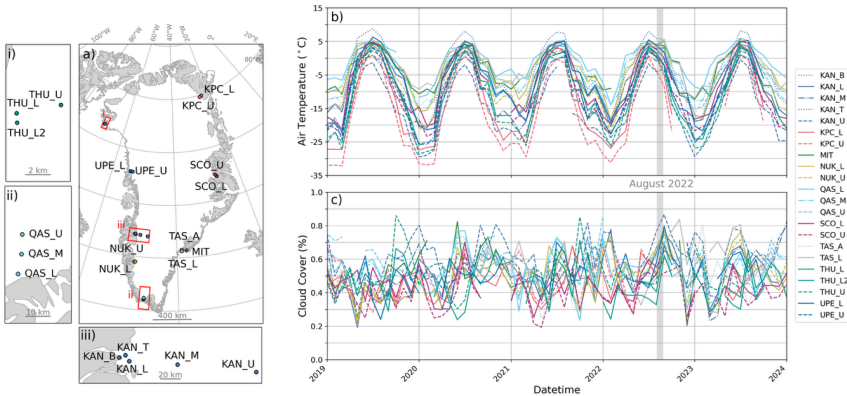 100°W
80°W
60°W
40°W
20°W
0°
20°E
80°N
i)
THU_U
THU_L
THU_L2
2 km
ii)
QAS_U
QAS_M
QAS_L
10 km
a)
KPC_L
KPC_U
UPE_L
UPE_U
SCO_U
SCO_L
iii
TAS_A
NUK_U
MIT
NUK_L
TAS_L
ii
400 km
iii)
KAN_T
KAN_B
KAN_M
KAN_L
KAN_U
20 km
b)
15
5
-5
-15
-25
-35
Air Temperature (°C)
August 2022
c)
1.0
0.8
0.6
0.4
0.2
0.0
Cloud Cover (%)
2019
2020
2021
2022
2023
2024
Datetime
KAN_B
KAN_L
KAN_M
KAN_T
KAN_U
KPC_L
KPC_U
MIT
NUK_L
NUK_U
QAS_L
QAS_M
QAS_U
SCO_L
SCO_U
TAS_A
TAS_L
THU_L
THU_L2
THU_U
UPE_L
UPE_U